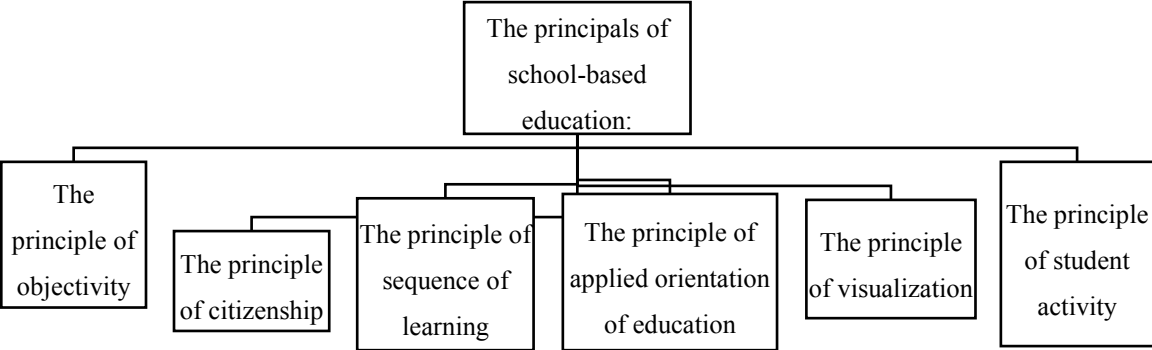 The principals of
school-based
education:
The
principle of
objectivity
The principle
of citizenship
The principle of
sequence of
learning
The principle of
applied orientation
of education
The principle
of visualization
The principle
of student
activity